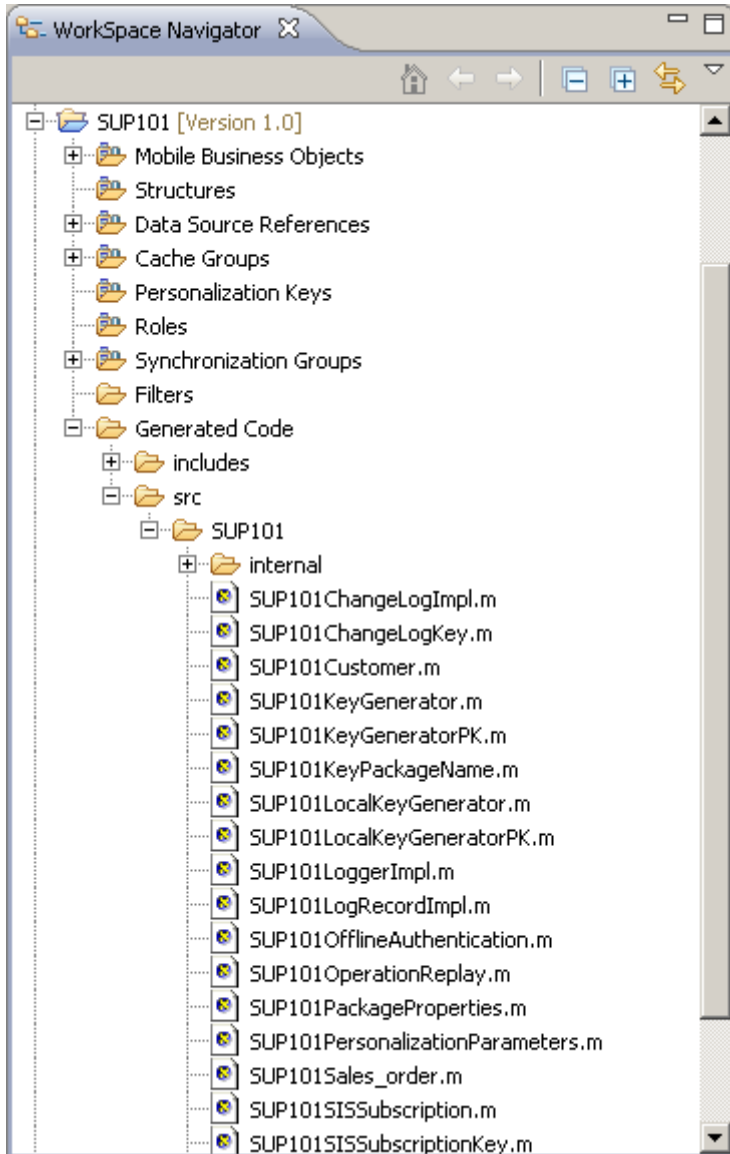 WorkSpace Navigator
SUP101 [Version 1.0]
Mobile Business Objects
Structures
Data Source References
Cache Groups
Personalization Keys
Roles
Synchronization Groups
Filters
Generated Code
includes
src
SUP101
internal
SUP101ChangeLogImpl.m
SUP101ChangeLogKey.m
SUP101Customer.m
SUP101KeyGenerator.m
SUP101KeyGeneratorPK.m
SUP101KeyPackageName.m
SUP101LocalKeyGenerator.m
SUP101LocalKeyGeneratorPK.m
SUP101LoggerImpl.m
SUP101LogRecordImpl.m
SUP101OfflineAuthentication.m
SUP101OperationReplay.m
SUP101PackageProperties.m
SUP101PersonalizationParameters.m
SUP101Sales_order.m
SUP101SISSubscription.m
SUP101SISSubscriptionKey.m